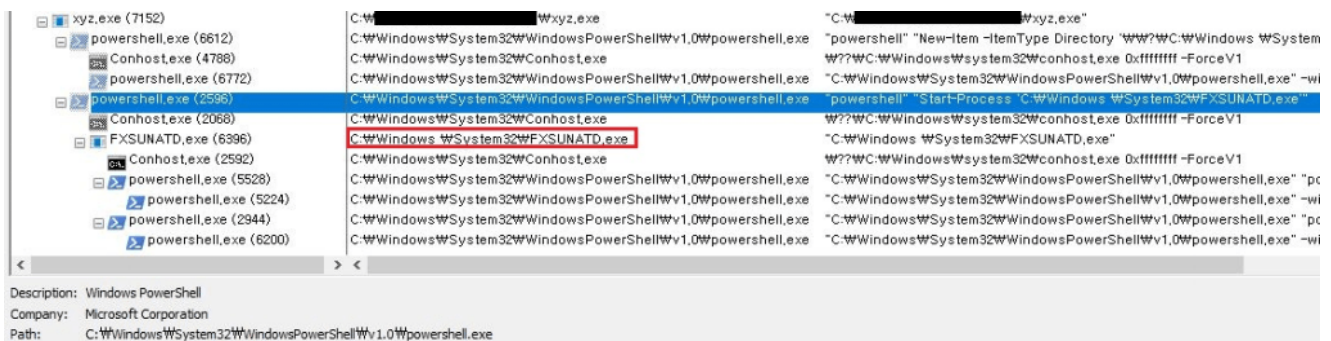 xyz.exe (7152) C:₩ ₩xyz.exe "C:₩ ₩xyz.exe"
powershell.exe (6612) C:₩Windows₩System32₩WindowsPowerShell₩v1.0₩powershell.exe "powershell" "New-Item -ItemType Directory '₩₩?₩C:₩Windows ₩System
Conhost.exe (4788) C:₩Windows₩System32₩Conhost.exe ₩??₩C:₩Windows₩system32₩conhost.exe 0xffffffff -ForceV1
powershell.exe (6772) C:₩Windows₩System32₩WindowsPowerShell₩v1.0₩powershell.exe "C:₩Windows₩System32₩WindowsPowerShell₩v1.0₩powershell.exe" -wi
powershell.exe (2596) C:₩Windows₩System32₩WindowsPowerShell₩v1.0₩powershell.exe "powershell" "Start-Process 'C:₩Windows ₩System32₩FXSUNATD.exe'"
Conhost.exe (2068) C:₩Windows₩System32₩Conhost.exe ₩??₩C:₩Windows₩system32₩conhost.exe 0xffffffff -ForceV1
FXSUNATD.exe (6396) C:₩Windows ₩System32₩FXSUNATD.exe "C:₩Windows ₩System32₩FXSUNATD.exe"
Conhost.exe (2592) C:₩Windows₩System32₩Conhost.exe ₩??₩C:₩Windows₩system32₩conhost.exe 0xffffffff -ForceV1
powershell.exe (5528) C:₩Windows₩System32₩WindowsPowerShell₩v1.0₩powershell.exe "C:₩Windows₩System32₩WindowsPowerShell₩v1.0₩powershell.exe" "po
powershell.exe (5224) C:₩Windows₩System32₩WindowsPowerShell₩v1.0₩powershell.exe "C:₩Windows₩System32₩WindowsPowerShell₩v1.0₩powershell.exe" -wi
powershell.exe (2944) C:₩Windows₩System32₩WindowsPowerShell₩v1.0₩powershell.exe "C:₩Windows₩System32₩WindowsPowerShell₩v1.0₩powershell.exe" "po
powershell.exe (6200) C:₩Windows₩System32₩WindowsPowerShell₩v1.0₩powershell.exe "C:₩Windows₩System32₩WindowsPowerShell₩v1.0₩powershell.exe" -wi
Description: Windows PowerShell
Company: Microsoft Corporation
Path: C:₩Windows₩System32₩WindowsPowerShell₩v1.0₩powershell.exe